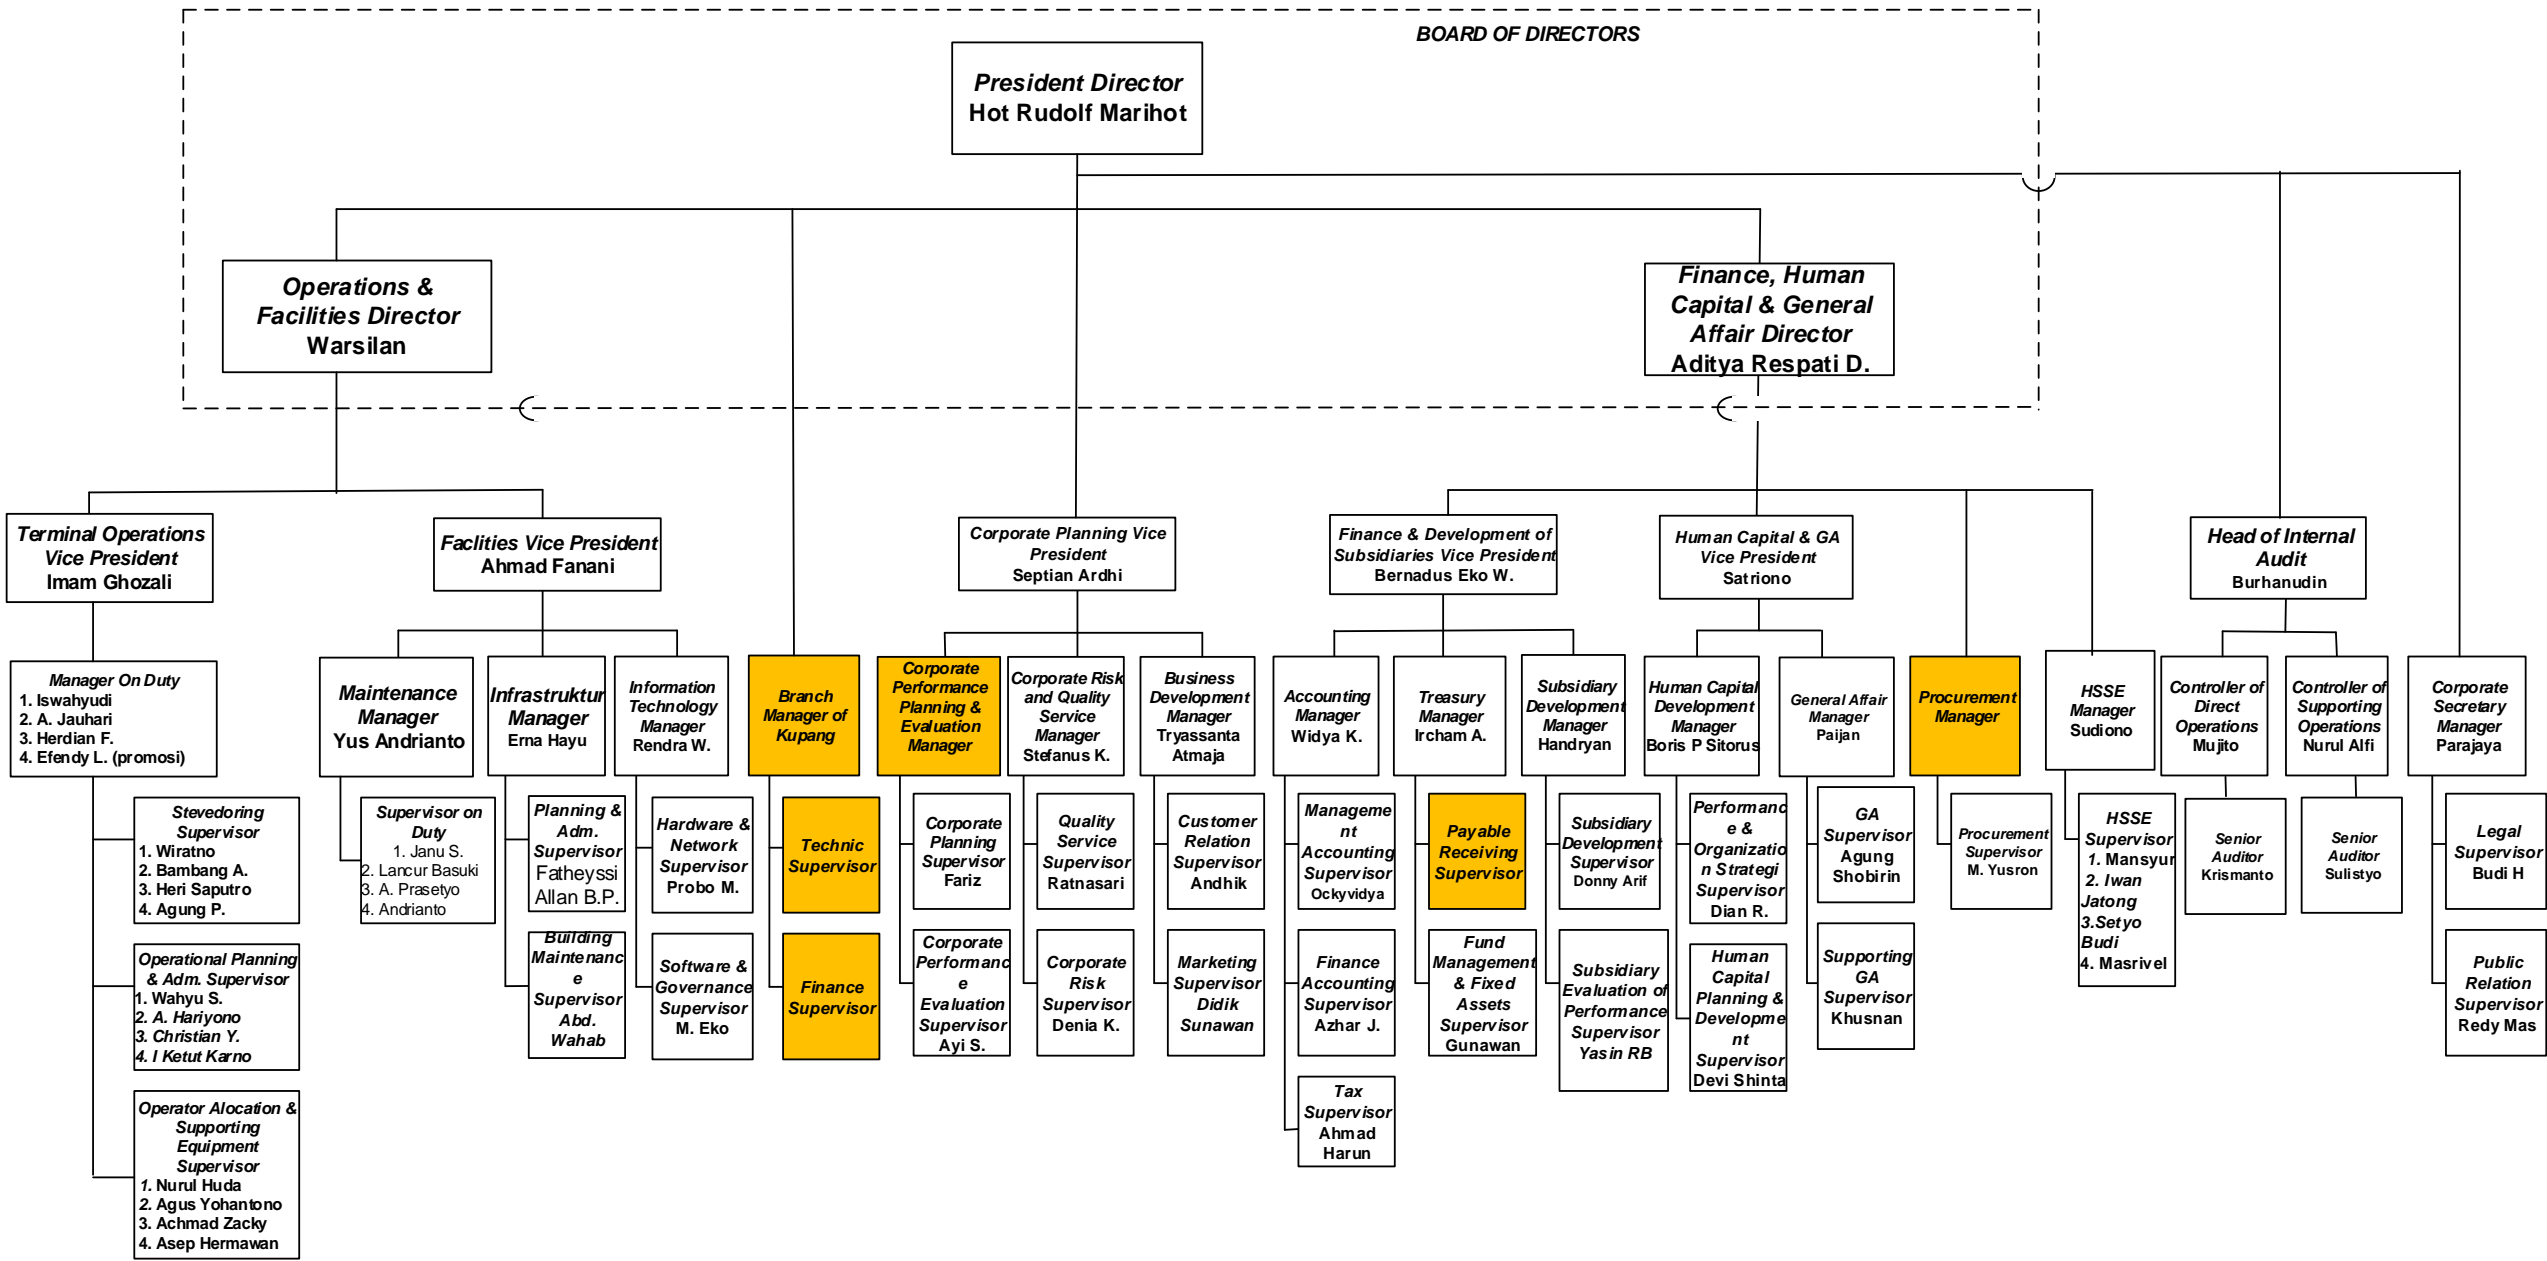 BOARD OF DIRECTORS
President Director
Hot Rudolf Marihot
Operations &
Facilities Director
Warsilan
Finance, Human
Capital & General
Affair Director
Aditya Respati D.
Terminal Operations
Vice President
Imam Ghozali
Faclities Vice President
Ahmad Fanani
Corporate Planning Vice
President
Septian Ardhi
Finance & Development of
Subsidiaries Vice President
Bernadus Eko W.
Human Capital & GA
Vice President
Satriono
Head of Internal
Audit
Burhanudin
Manager On Duty
1. Iswahyudi
2. A. Jauhari
3. Herdian F.
4. Efendy L. (promosi)
Maintenance
Manager
Yus Andrianto
Infrastruktur
Manager
Erna Hayu
Information
Technology
Manager
Rendra W.
Branch
Manager of
Kupang
Corporate
Performance
Planning &
Evaluation
Manager
Corporate Risk
and Quality
Service
Manager
Stefanus K.
Business
Development
Manager
Tryassanta
Atmaja
Accounting
Manager
Widya K.
Treasury
Manager
Ircham A.
Subsidiary
Development
Manager
Handryan
Human Capital
Development
Manager
Boris P Sitorus
General Affair
Manager
Paijan
Procurement
Manager
HSSE
Manager
Sudiono
Controller of
Direct
Operations
Mujito
Controller of
Supporting
Operations
Nurul Alfi
Corporate
Secretary
Manager
Parajaya
Stevedoring
Supervisor
1. Wiratno
2. Bambang A.
3. Heri Saputro
4. Agung P.
Supervisor on
Duty
1. Janu S.
2. Lancur Basuki
3. A. Prasetyo
4. Andrianto
Planning &
Adm.
Supervisor
Fatheyssi
Allan B.P.
Hardware &
Network
Supervisor
Probo M.
Technic
Supervisor
Corporate
Planning
Supervisor
Fariz
Quality
Service
Supervisor
Ratnasari
Customer
Relation
Supervisor
Andhik
Manageme
nt
Accounting
Supervisor
Ockyvidya
Payable
Receiving
Supervisor
Subsidiary
Development
Supervisor
Donny Arif
Performanc
e &
Organizatio
n Strategi
Supervisor
Dian R.
GA
Supervisor
Agung
Shobirin
Procurement
Supervisor
M. Yusron
HSSE
Supervisor
1. Mansyur
2. Iwan
Jatong
3.Setyo
Budi
4. Masrivel
Senior
Auditor
Krismanto
Senior
Auditor
Sulistyo
Legal
Supervisor
Budi H
Operational Planning
& Adm. Supervisor
1. Wahyu S.
2. A. Hariyono
3. Christian Y.
4. I Ketut Karno
Building
Maintenanc
e
Supervisor
Abd.
Wahab
Software &
Governance
Supervisor
M. Eko
Finance
Supervisor
Corporate
Performanc
e
Evaluation
Supervisor
Ayi S.
Corporate
Risk
Supervisor
Denia K.
Marketing
Supervisor
Didik
Sunawan
Finance
Accounting
Supervisor
Azhar J.
Fund
Management
& Fixed
Assets
Supervisor
Gunawan
Subsidiary
Evaluation of
Performance
Supervisor
Yasin RB
Human
Capital
Planning &
Developme
nt
Supervisor
Devi Shinta
Supporting
GA
Supervisor
Khusnan
Public
Relation
Supervisor
Redy Mas
Operator Alocation &
Supporting
Equipment
Supervisor
1. Nurul Huda
2. Agus Yohantono
3. Achmad Zacky
4. Asep Hermawan
Tax
Supervisor
Ahmad
Harun